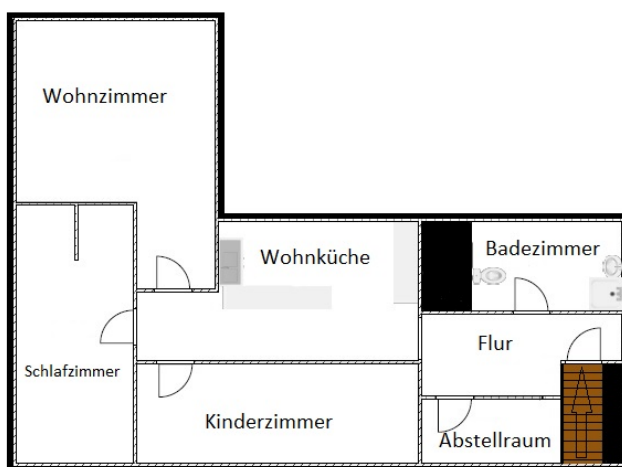 Wohnzimmer
Wohnküche
Badezimmer
Flur
Schlafzimmer
Kinderzimmer
Abstellraum